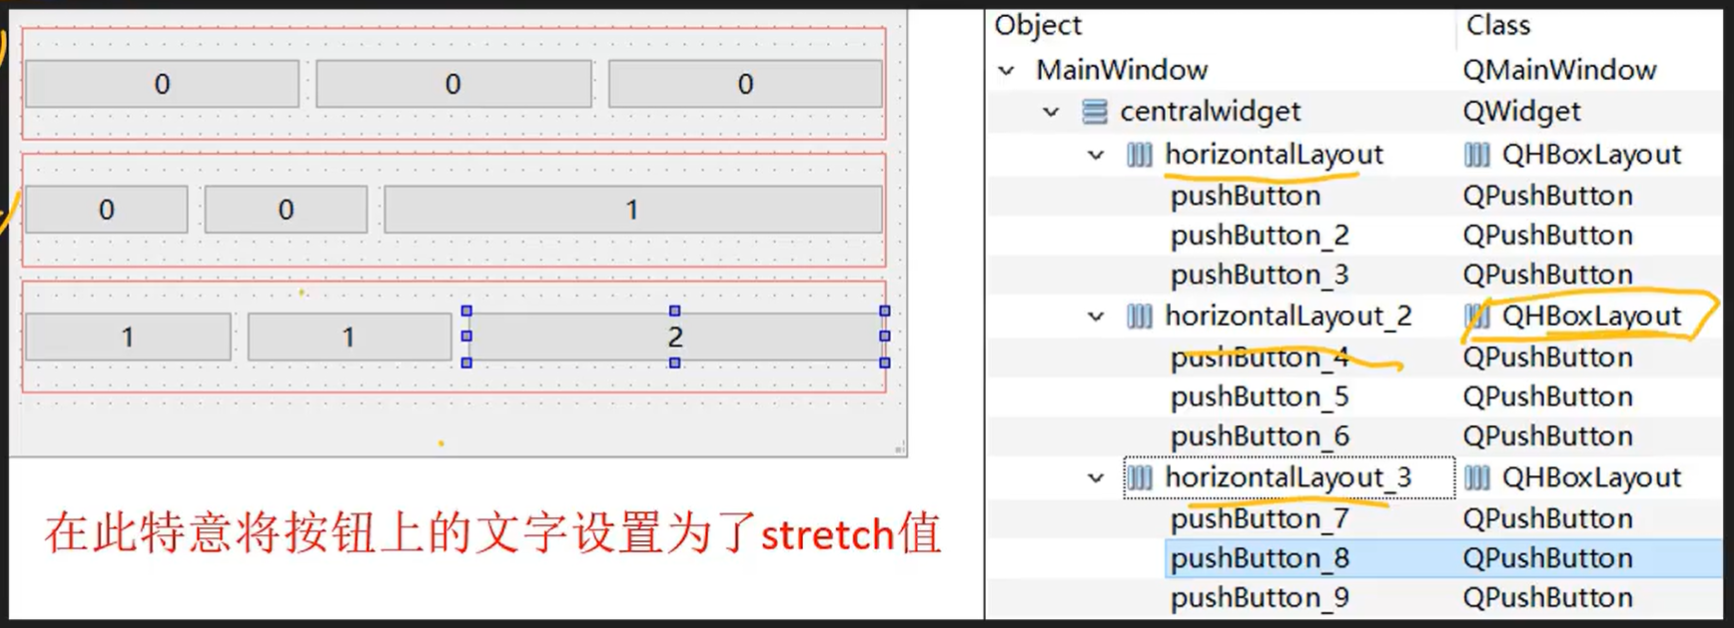 0 0 0
0 0 1
1 1 2
在此特意将按钮上的文字设置为了stretch值
Object Class
MainWindow QMainWindow
centralwidget QWidget
horizontalLayout QHBoxLayout
pushButton QPushButton
pushButton_2 QPushButton
pushButton_3 QPushButton
horizontalLayout_2 QHBoxLayout
pushButton_4 QPushButton
pushButton_5 QPushButton
pushButton_6 QPushButton
horizontalLayout_3 QHBoxLayout
pushButton_7 QPushButton
pushButton_8 QPushButton
pushButton_9 QPushButton